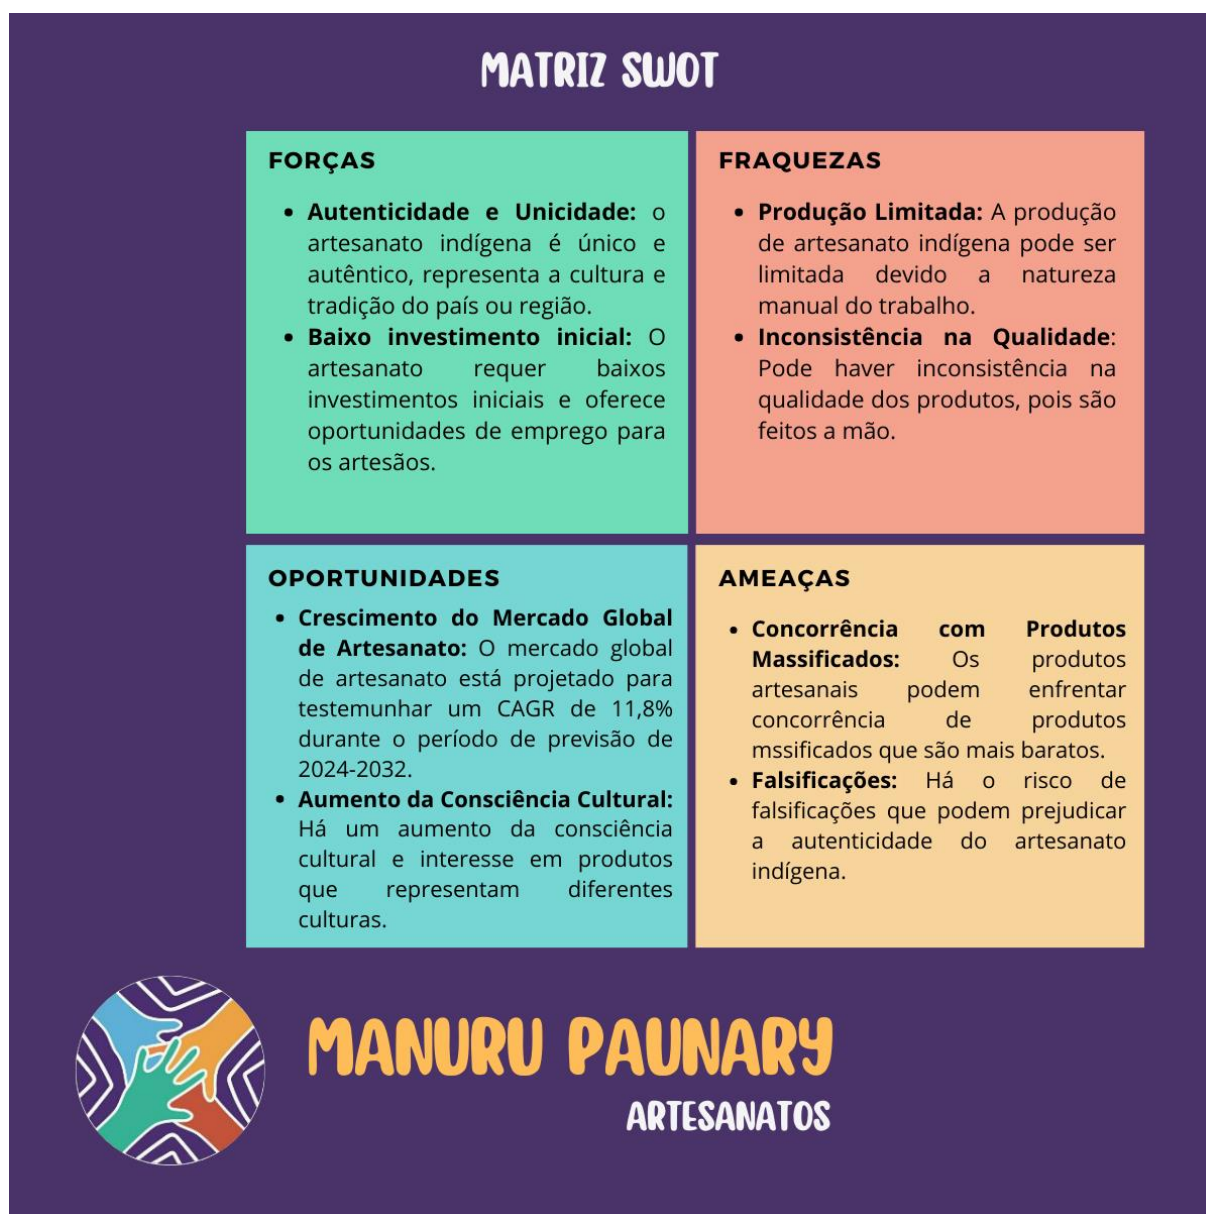 MATRIZ SWOT
FORÇAS
• Autenticidade e Unicidade: o
artesanato indígena é único e
autêntico, representa a cultura e
tradição do país ou região.
• Baixo investimento inicial: O
artesanato requer baixos
investimentos iniciais e oferece
oportunidades de emprego para
os artesãos.
FRAQUEZAS
• Produção Limitada: A produção
de artesanato indígena pode ser
limitada devido a natureza
manual do trabalho.
• Inconsistência na Qualidade:
Pode haver inconsistência na
qualidade dos produtos, pois são
feitos a mão.
OPORTUNIDADES
• Crescimento do Mercado Global
de Artesanato: O mercado global
de artesanato está projetado para
testemunhar um CAGR de 11,8%
durante o período de previsão de
2024-2032.
• Aumento da Consciência Cultural:
Há um aumento da consciência
cultural e interesse em produtos
que representam diferentes
culturas.
AMEAÇAS
• Concorrência com Produtos
Massificados: Os produtos
artesanais podem enfrentar
concorrência de produtos
mssificados que são mais baratos.
• Falsificações: Há o risco de
falsificações que podem prejudicar
a autenticidade do artesanato
indígena.
MANURU PAUNARY
ARTESANATOS